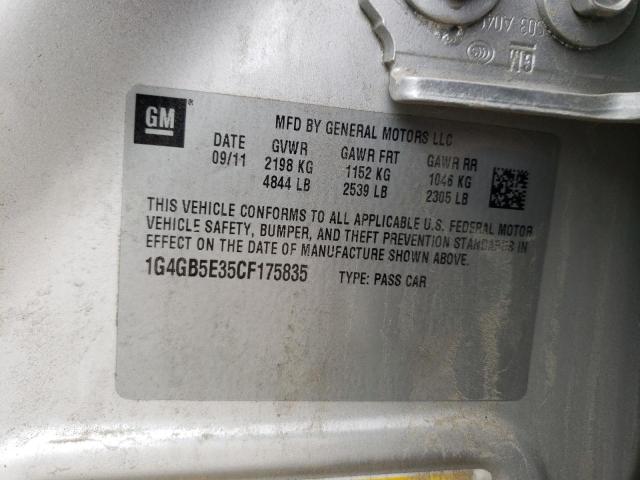 GM
GM
®
MFD BY GENERAL MOTORS LLC
DATE GVWR GAWR FRT GAWR RR
09/11 2198 KG 1152 KG 1046 KG
4844 LB 2539 LB 2305 LB
THIS VEHICLE CONFORMS TO ALL APPLICABLE U.S. FEDERAL MOTOR
VEHICLE SAFETY, BUMPER, AND THEFT PREVENTION STANDARDS IN
EFFECT ON THE DATE OF MANUFACTURE SHOWN ABOVE.
1G4GB5E35CF175835 TYPE: PASS CAR